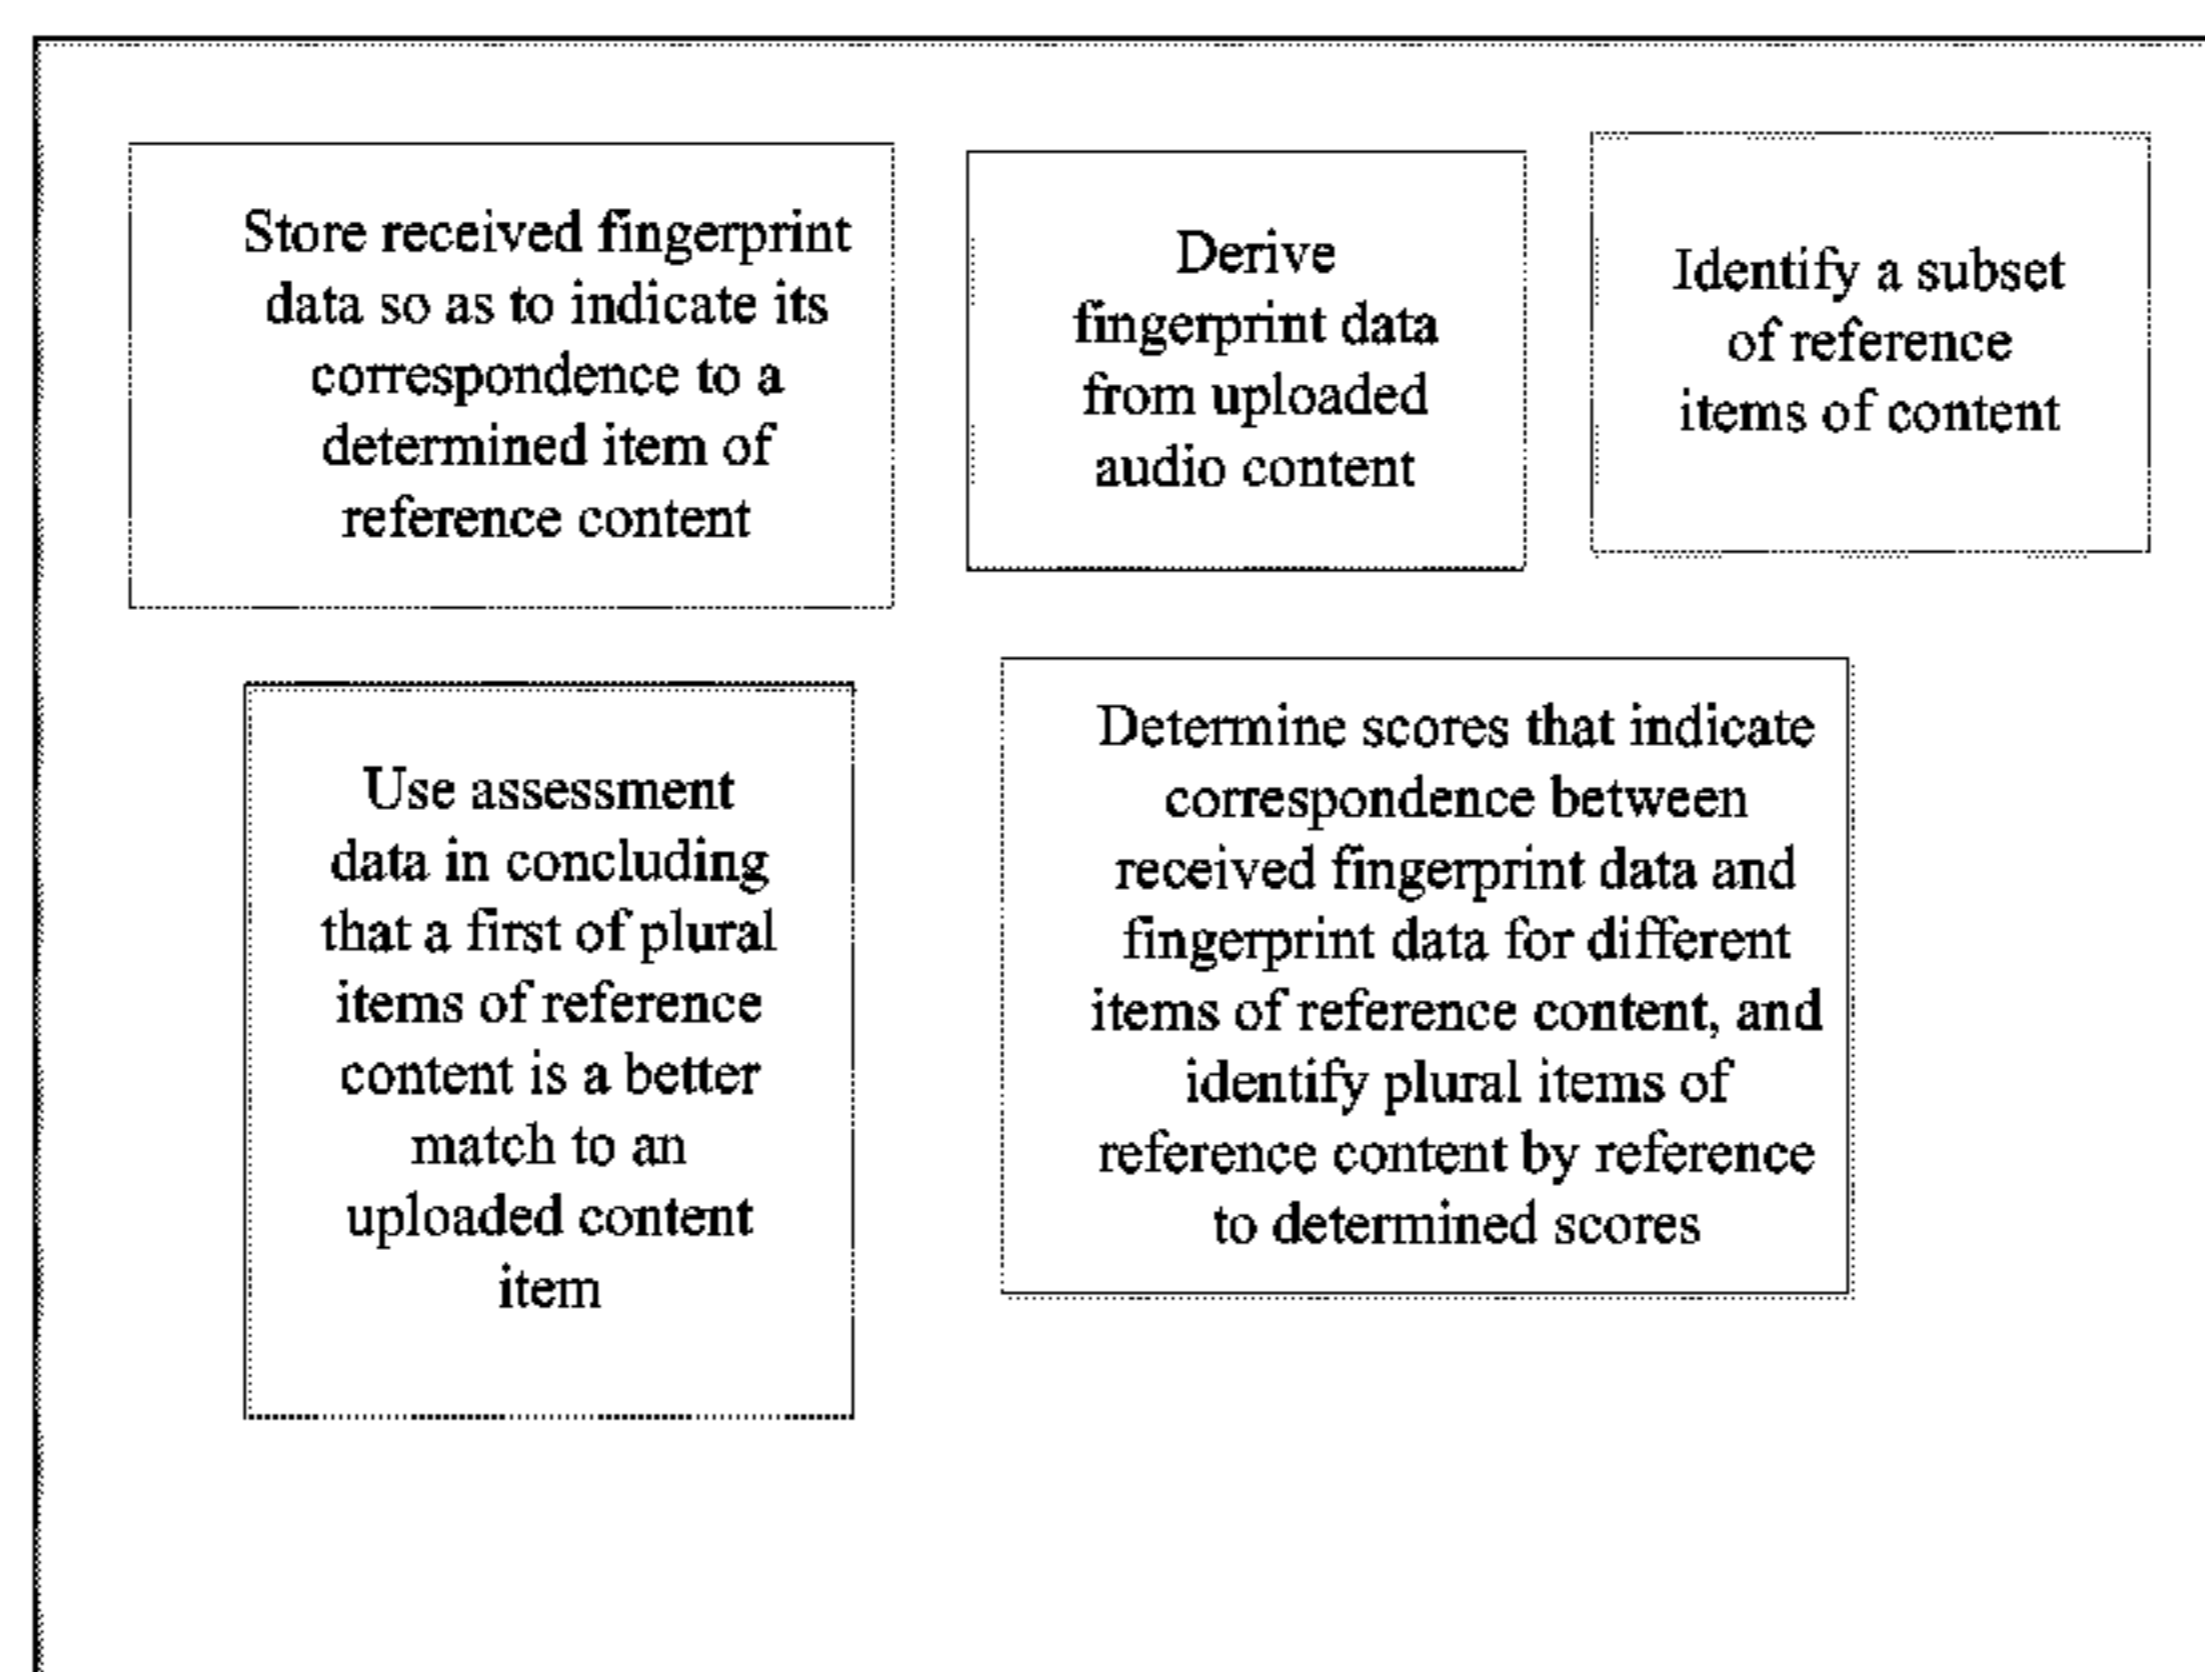 Store received fingerprint
data so as to indicate its
correspondence to a
determined item of
reference content
Derive
fingerprint data
from uploaded
audio content
Identify a subset
of reference
items of content
Use assessment
data in concluding
that a first of plural
items of reference
content is a better
match to an
uploaded content
item
Determine scores that indicate
correspondence between
received fingerprint data and
fingerprint data for different
items of reference content, and
identify plural items of
reference content by reference
to determined scores